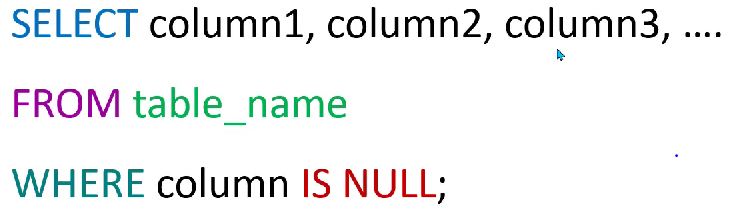 SELECT column1, column2, column3, ....
FROM table_name
WHERE column IS NULL;